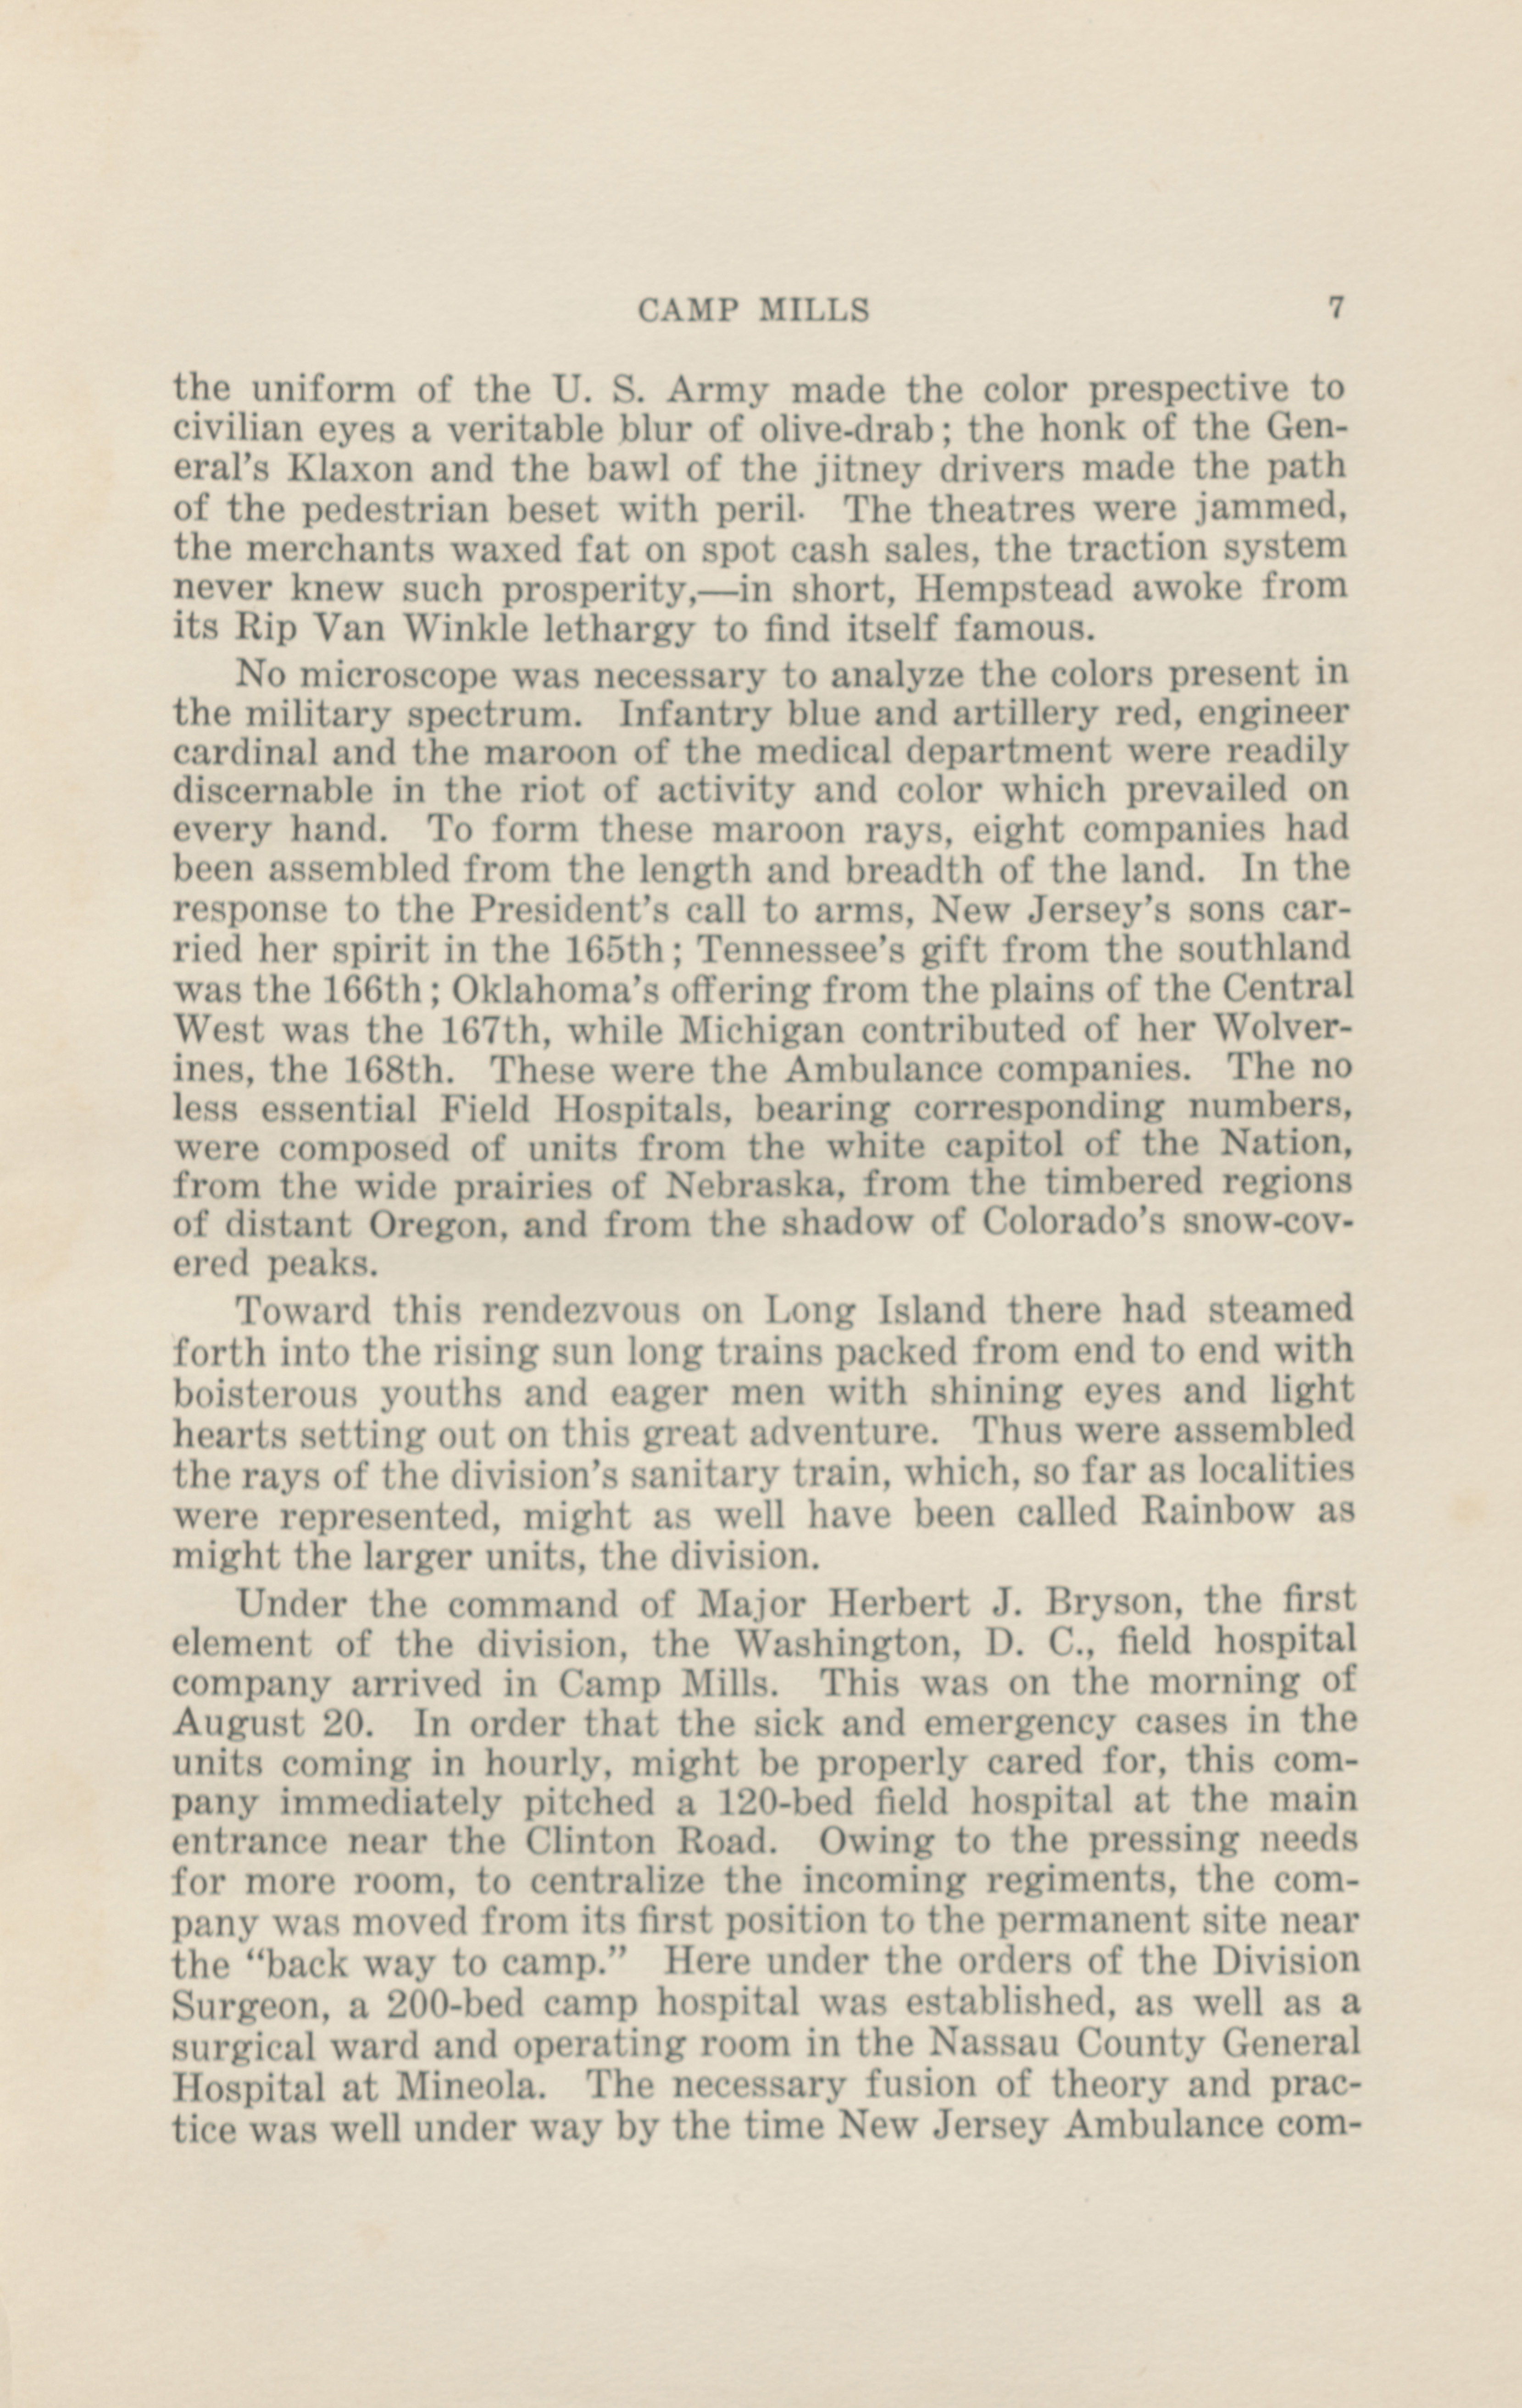 CAMP MILLS 7
the uniform of the U. S. Army made the color prespective to
civilian eyes a veritable blur of olive-drab; the honk of the Gen-
eral's Klaxon and the bawl of the jitney drivers made the path
of the pedestrian beset with peril. The theatres were jammed,
the merchants waxed fat on spot cash sales, the traction system
never knew such prosperity,—in short, Hempstead awoke from
its Rip Van Winkle lethargy to find itself famous.
No microscope was necessary to analyze the colors present in
the military spectrum. Infantry blue and artillery red, engineer
cardinal and the maroon of the medical department were readily
discernable in the riot of activity and color which prevailed on
every hand. To form these maroon rays, eight companies had
been assembled from the length and breadth of the land. In the
response to the President's call to arms, New Jersey's sons car-
ried her spirit in the 165th; Tennessee's gift from the southland
was the 166th; Oklahoma's offering from the plains of the Central
West was the 167th, while Michigan contributed of her Wolver-
ines, the 168th. These were the Ambulance companies. The no
less essential Field Hospitals, bearing corresponding numbers,
were composed of units from the white capitol of the Nation,
from the wide prairies of Nebraska, from the timbered regions
of distant Oregon, and from the shadow of Colorado's snow-cov-
ered peaks.
Toward this rendezvous on Long Island there had steamed
forth into the rising sun long trains packed from end to end with
boisterous youths and eager men with shining eyes and light
hearts setting out on this great adventure. Thus were assembled
the rays of the division's sanitary train, which, so far as localities
were represented, might as well have been called Rainbow as
might the larger units, the division.
Under the command of Major Herbert J. Bryson, the first
element of the division, the Washington, D. C., field hospital
company arrived in Camp Mills. This was on the morning of
August 20. In order that the sick and emergency cases in the
units coming in hourly, might be properly cared for, this com-
pany immediately pitched a 120-bed field hospital at the main
entrance near the Clinton Road. Owing to the pressing needs
for more room, to centralize the incoming regiments, the com-
pany was moved from its first position to the permanent site near
the “back way to camp.” Here under the orders of the Division
Surgeon, a 200-bed camp hospital was established, as well as a
surgical ward and operating room in the Nassau County General
Hospital at Mineola. The necessary fusion of theory and prac-
tice was well under way by the time New Jersey Ambulance com-